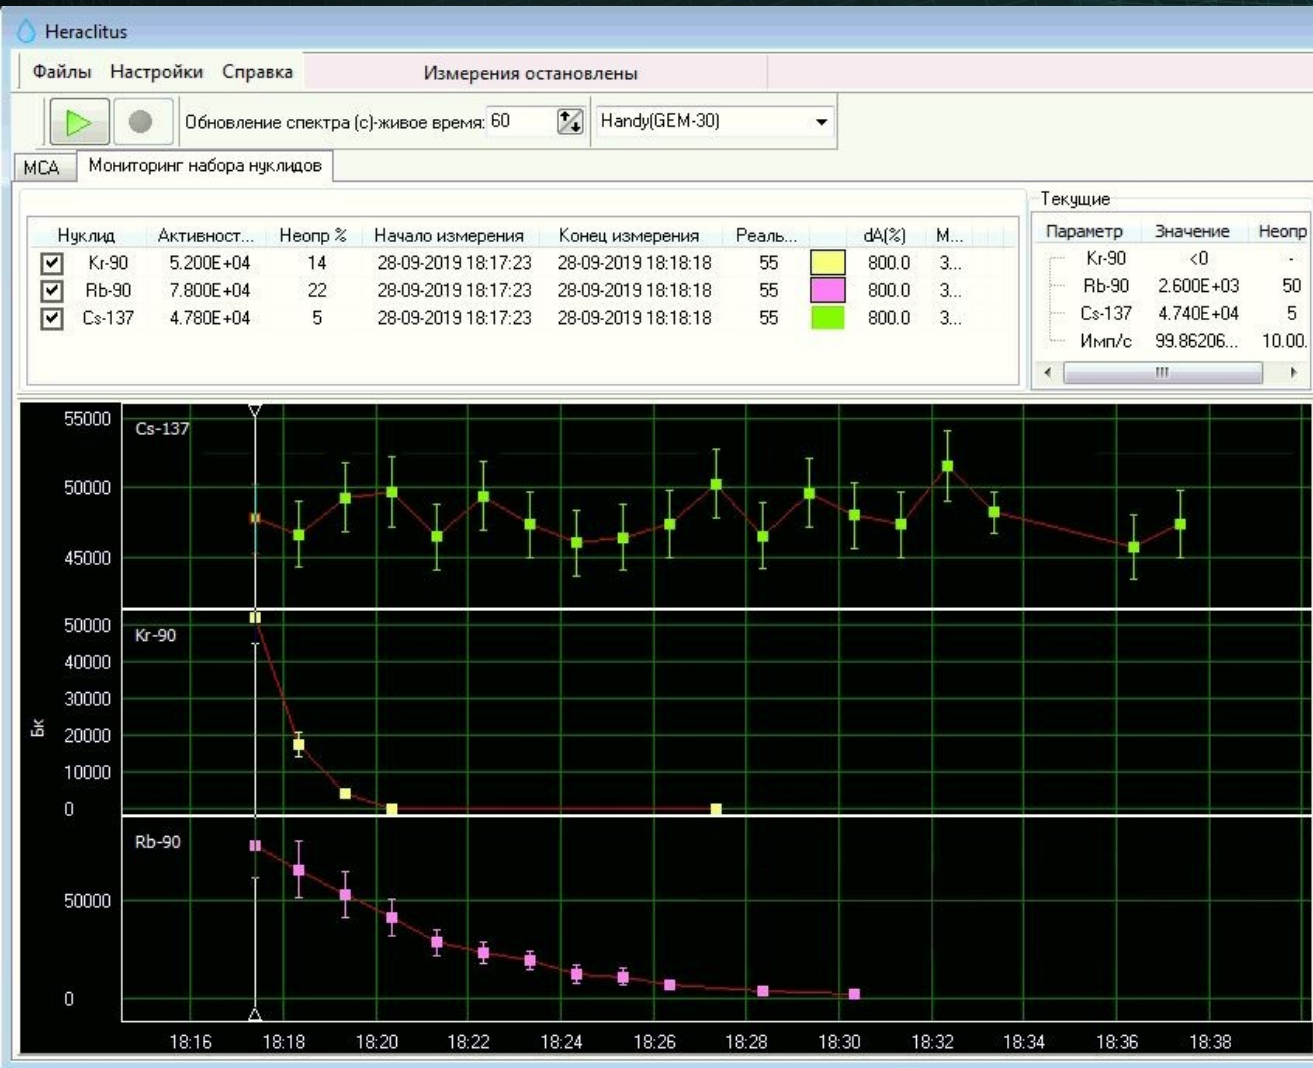 Heraclitus
Файлы Настройки Справка Измерения остановлены
Обновление спектра (с)-живое время: 60 Handy(GEM-30)
МСА Мониторинг набора нуклидов
Нуклид Активност... Неопр % Начало измерения Конец измерения Реаль... dA(%) М...
Kr-90 5.200E+04 14 28-09-2019 18:17:23 28-09-2019 18:18:18 55 800.0 3...
Rb-90 7.800E+04 22 28-09-2019 18:17:23 28-09-2019 18:18:18 55 800.0 3...
Cs-137 4.780E+04 5 28-09-2019 18:17:23 28-09-2019 18:18:18 55 800.0 3...
Текущие
Параметр Значение Неопр
Kr-90 <0 -
Rb-90 2.600E+03 50
Cs-137 4.740E+04 5
Имп/с 99.86206... 10.00.
55000
Cs-137
50000
45000
50000
Kr-90
40000
30000
Бк
20000
10000
0
Rb-90
50000
0
18:16 18:18 18:20 18:22 18:24 18:26 18:28 18:30 18:32 18:34 18:36 18:38